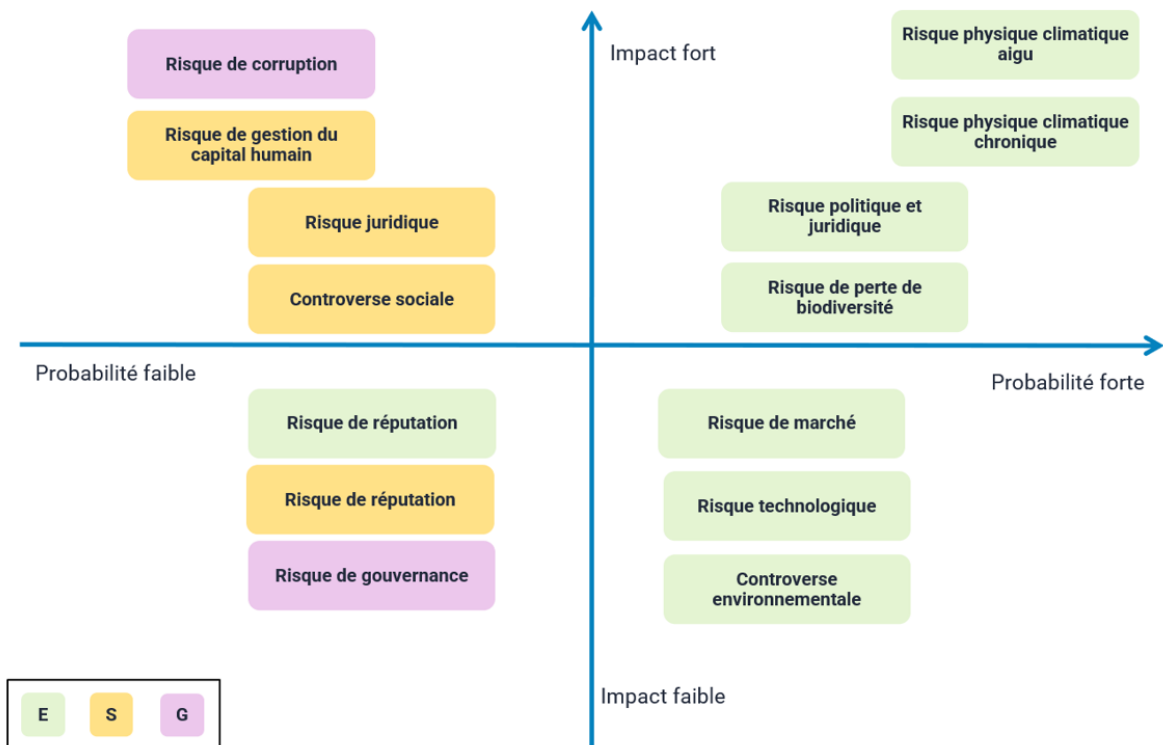 Risque de corruption
Risque de gestion du
capital humain
Risque juridique
Controverse sociale
Impact fort
Risque physique climatique
aigu
Risque physique climatique
chronique
Risque politique et
juridique
Risque de perte de
biodiversité
Probabilité faible
Probabilité forte
Risque de réputation
Risque de réputation
Risque de gouvernance
Risque de marché
Risque technologique
Controverse
environnementale
Impact faible
E S G